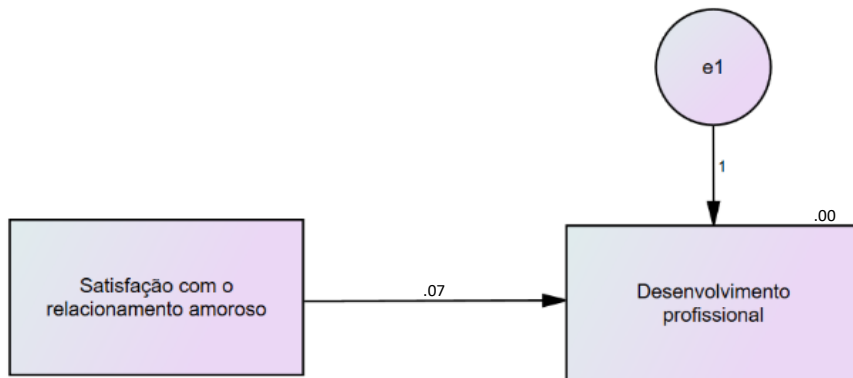 e1
1
.00
Satisfação com o
relacionamento amoroso
.07
Desenvolvimento
profissional